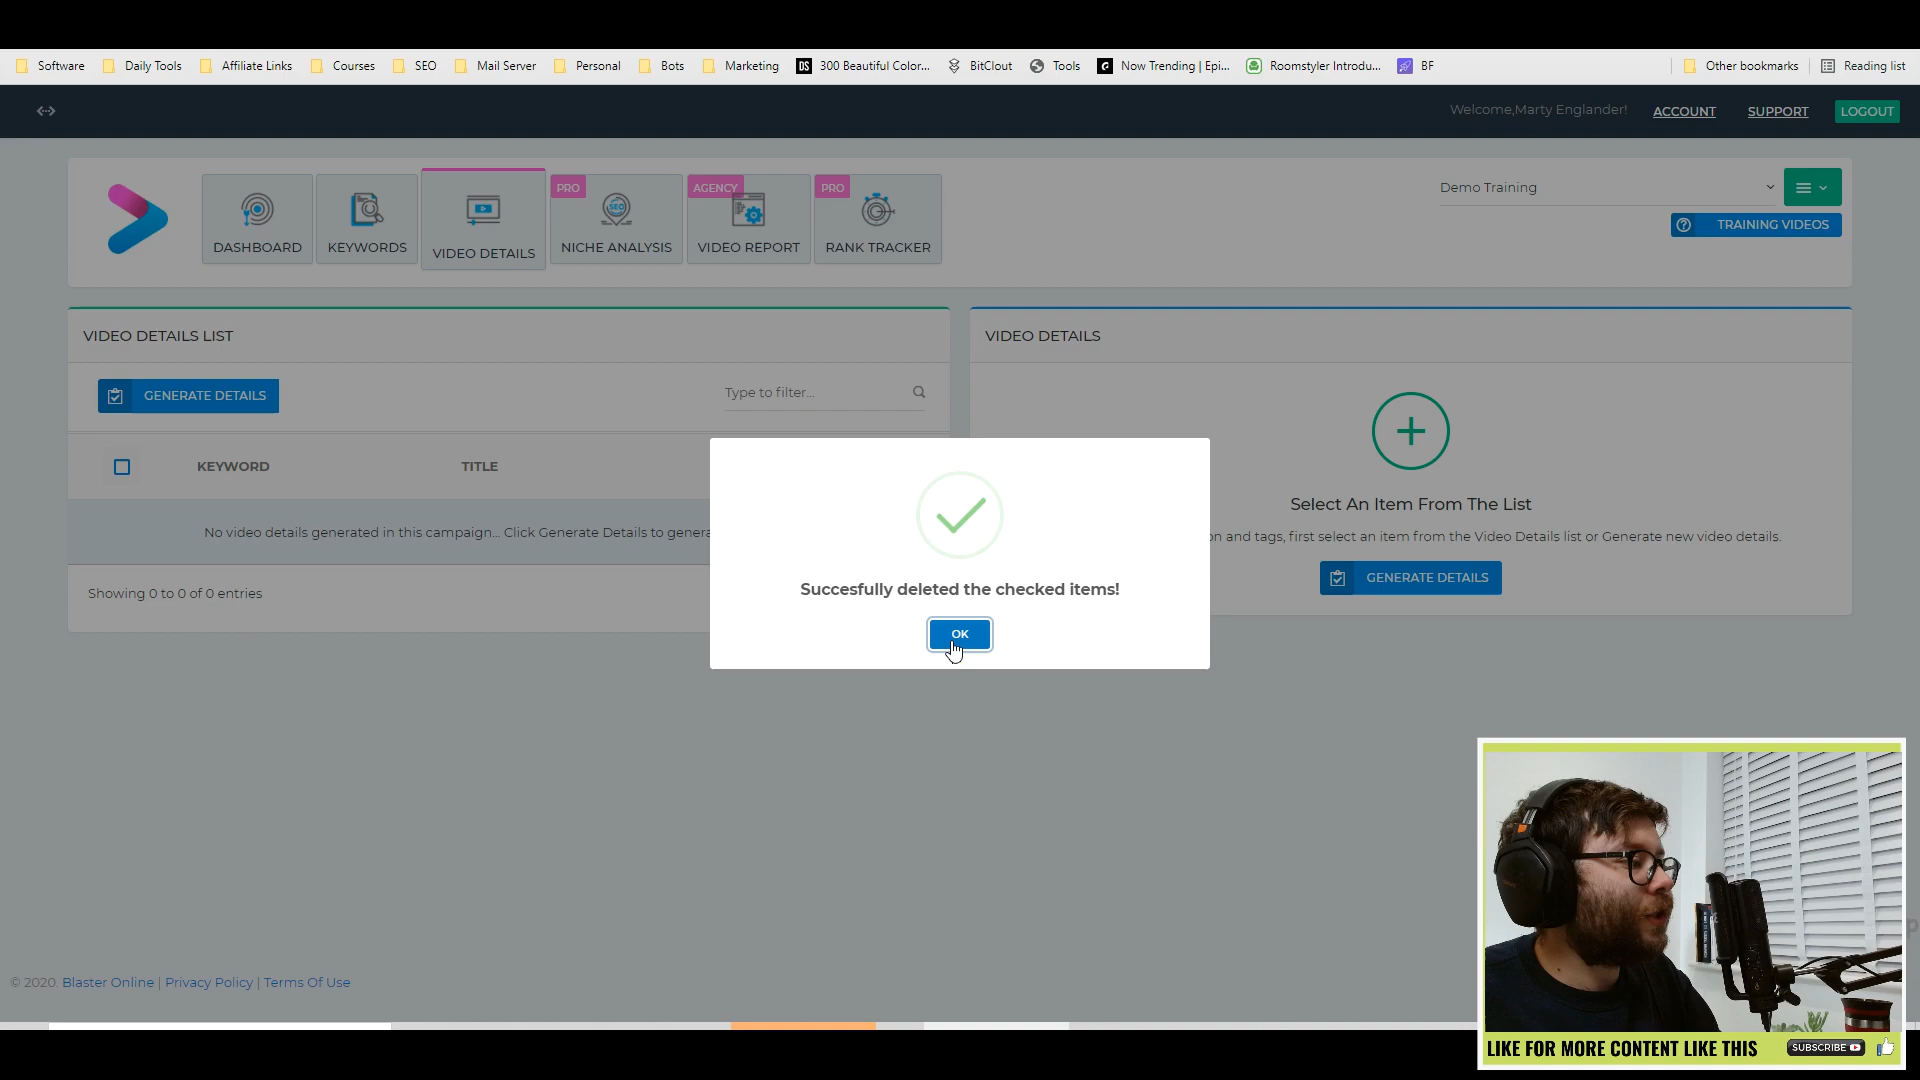 Software Daily Tools Affiliate Links Courses SEO Mail Server Personal Bots Marketing DS 300 Beautiful Color... BitClout Tools Now Trending | Epi... Roomstyler Introdu... BF Other bookmarks Reading list
Welcome,Marty Englander! ACCOUNT SUPPORT LOGOUT
PRO AGENCY PRO
SEO
Demo Training
TRAINING VIDEOS
DASHBOARD KEYWORDS VIDEO DETAILS NICHE ANALYSIS VIDEO REPORT RANK TRACKER
VIDEO DETAILS LIST
GENERATE DETAILS Type to filter...
KEYWORD TITLE
No video details generated in this campaign... Click Generate Details to genera
Showing 0 to 0 of 0 entries
VIDEO DETAILS
Select An Item From The List
on and tags, first select an item from the Video Details list or Generate new video details.
GENERATE DETAILS
Succesfully deleted the checked items!
OK
© 2020. Blaster Online | Privacy Policy | Terms Of Use
LIKE FOR MORE CONTENT LIKE THIS SUBSCRIBE